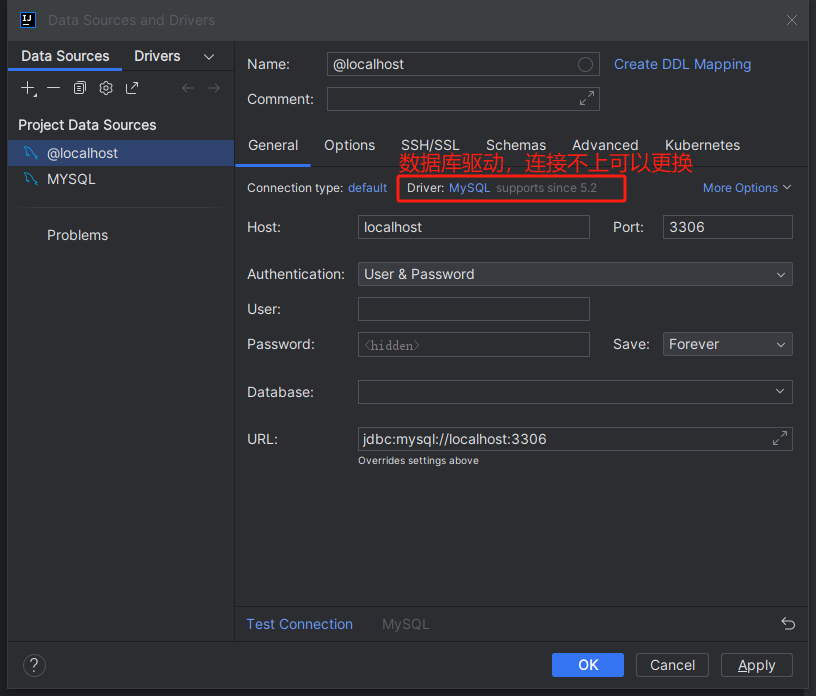 Data Sources and Drivers
Data Sources Drivers
Name: @localhost Create DDL Mapping
Comment:
Project Data Sources
@localhost
MYSQL
Problems
General Options SSH/SSL Schemas Advanced Kubernetes
数据库驱动，连接不上可以更换
Connection type: default Driver: MySQL supports since 5.2 More Options
Host: localhost Port: 3306
Authentication: User & Password
User:
Password: <hidden> Save: Forever
Database:
URL: jdbc:mysql://localhost:3306
Overrides settings above
Test Connection MySQL
? OK Cancel Apply